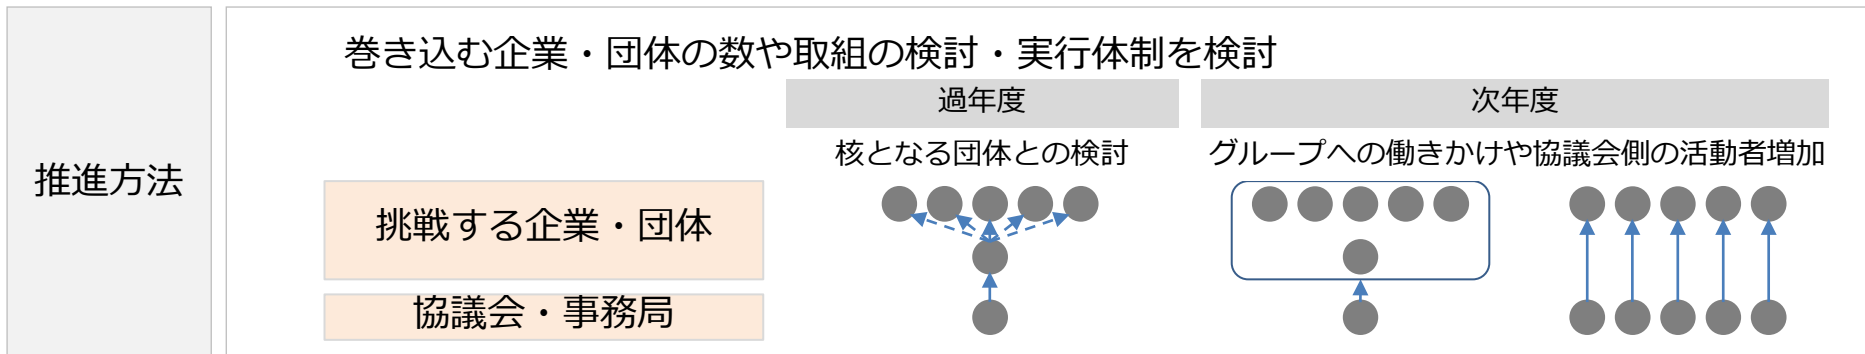 推進方法
巻き込む企業・団体の数や取組の検討・実行体制を検討
過年度
次年度
核となる団体との検討
グループへの働きかけや協議会側の活動者増加
挑戦する企業・団体
協議会・事務局